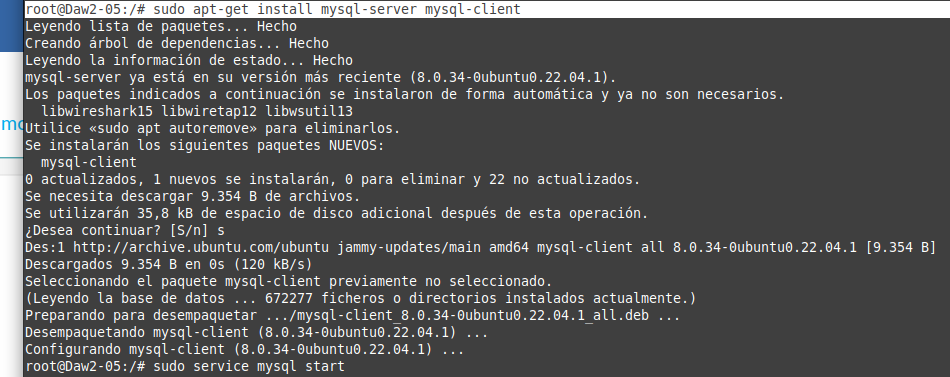 root@Daw2-05:/# sudo apt-get install mysql-server mysql-client
Leyendo lista de paquetes... Hecho
Creando árbol de dependencias... Hecho
Leyendo la información de estado... Hecho
mysql-server ya está en su versión más reciente (8.0.34-0ubuntu0.22.04.1).
Los paquetes indicados a continuación se instalaron de forma automática y ya no son necesarios.
  libwireshark15 libwiretap12 libwsutil13
Utilice «sudo apt autoremove» para eliminarlos.
Se instalarán los siguientes paquetes NUEVOS:
  mysql-client
0 actualizados, 1 nuevos se instalarán, 0 para eliminar y 22 no actualizados.
Se necesita descargar 9.354 B de archivos.
Se utilizarán 35,8 kB de espacio de disco adicional después de esta operación.
¿Desea continuar? [S/n] s
Des:1 http://archive.ubuntu.com/ubuntu jammy-updates/main amd64 mysql-client all 8.0.34-0ubuntu0.22.04.1 [9.354 B]
Descargados 9.354 B en 0s (120 kB/s)
Seleccionando el paquete mysql-client previamente no seleccionado.
(Leyendo la base de datos ... 672277 ficheros o directorios instalados actualmente.)
Preparando para desempaquetar .../mysql-client_8.0.34-0ubuntu0.22.04.1_all.deb ...
Desempaquetando mysql-client (8.0.34-0ubuntu0.22.04.1) ...
Configurando mysql-client (8.0.34-0ubuntu0.22.04.1) ...
root@Daw2-05:/# sudo service mysql start